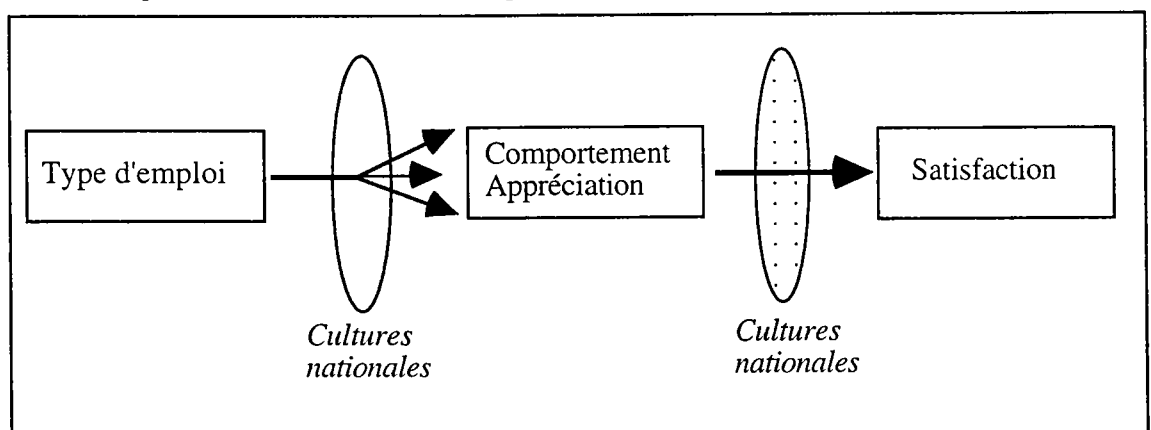 Type d'emploi
Comportement
Appréciation
Satisfaction
Cultures
nationales
Cultures
nationales